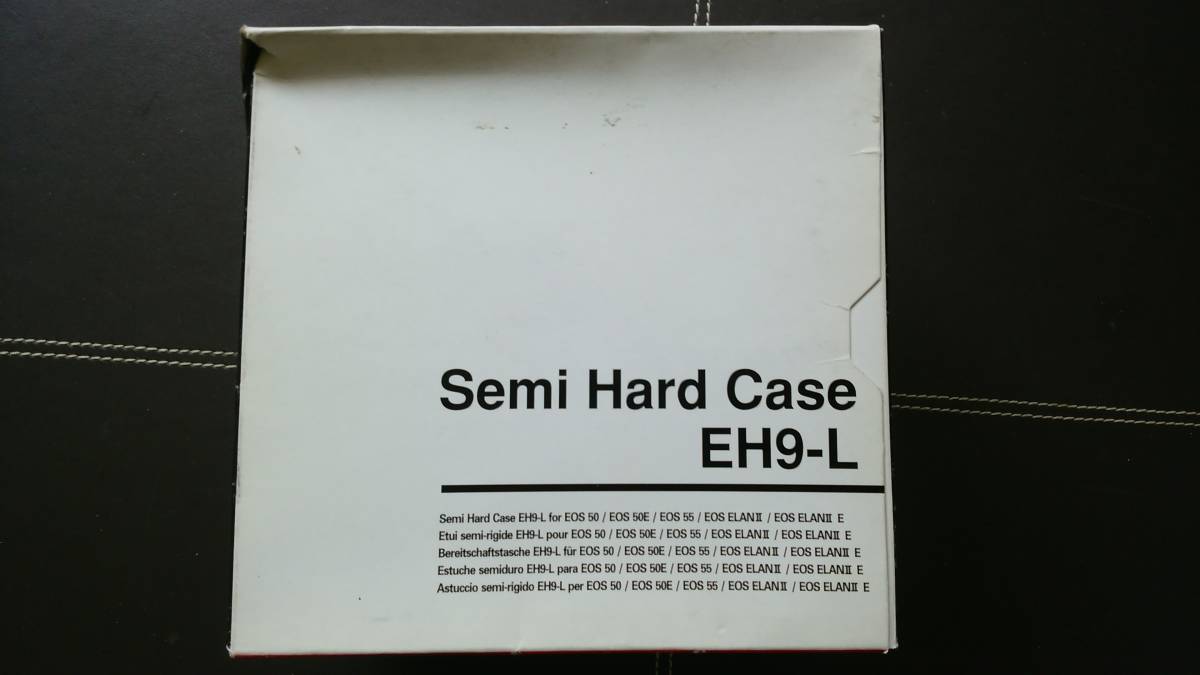 Semi Hard Case
EH9-L
Semi Hard Case EH9-L for EOS 50 / EOS 50E / EOS 55 / EOS ELANⅡ / EOS ELANⅡ E
Etui semi-rigide EH9-L pour EOS 50 / EOS 50E / EOS 55 / EOS ELANⅡ / EOS ELANⅡ E
Bereitschaftstasche EH9-L für EOS 50 / EOS 50E / EOS 55 / EOS ELANⅡ / EOS ELANⅡ E
Estuche semiduro EH9-L para EOS 50 / EOS 50E / EOS 55 / EOS ELANⅡ / EOS ELANⅡ E
Astuccio semi-rigido EH9-L per EOS 50 / EOS 50E / EOS 55 / EOS ELANⅡ / EOS ELANⅡ E